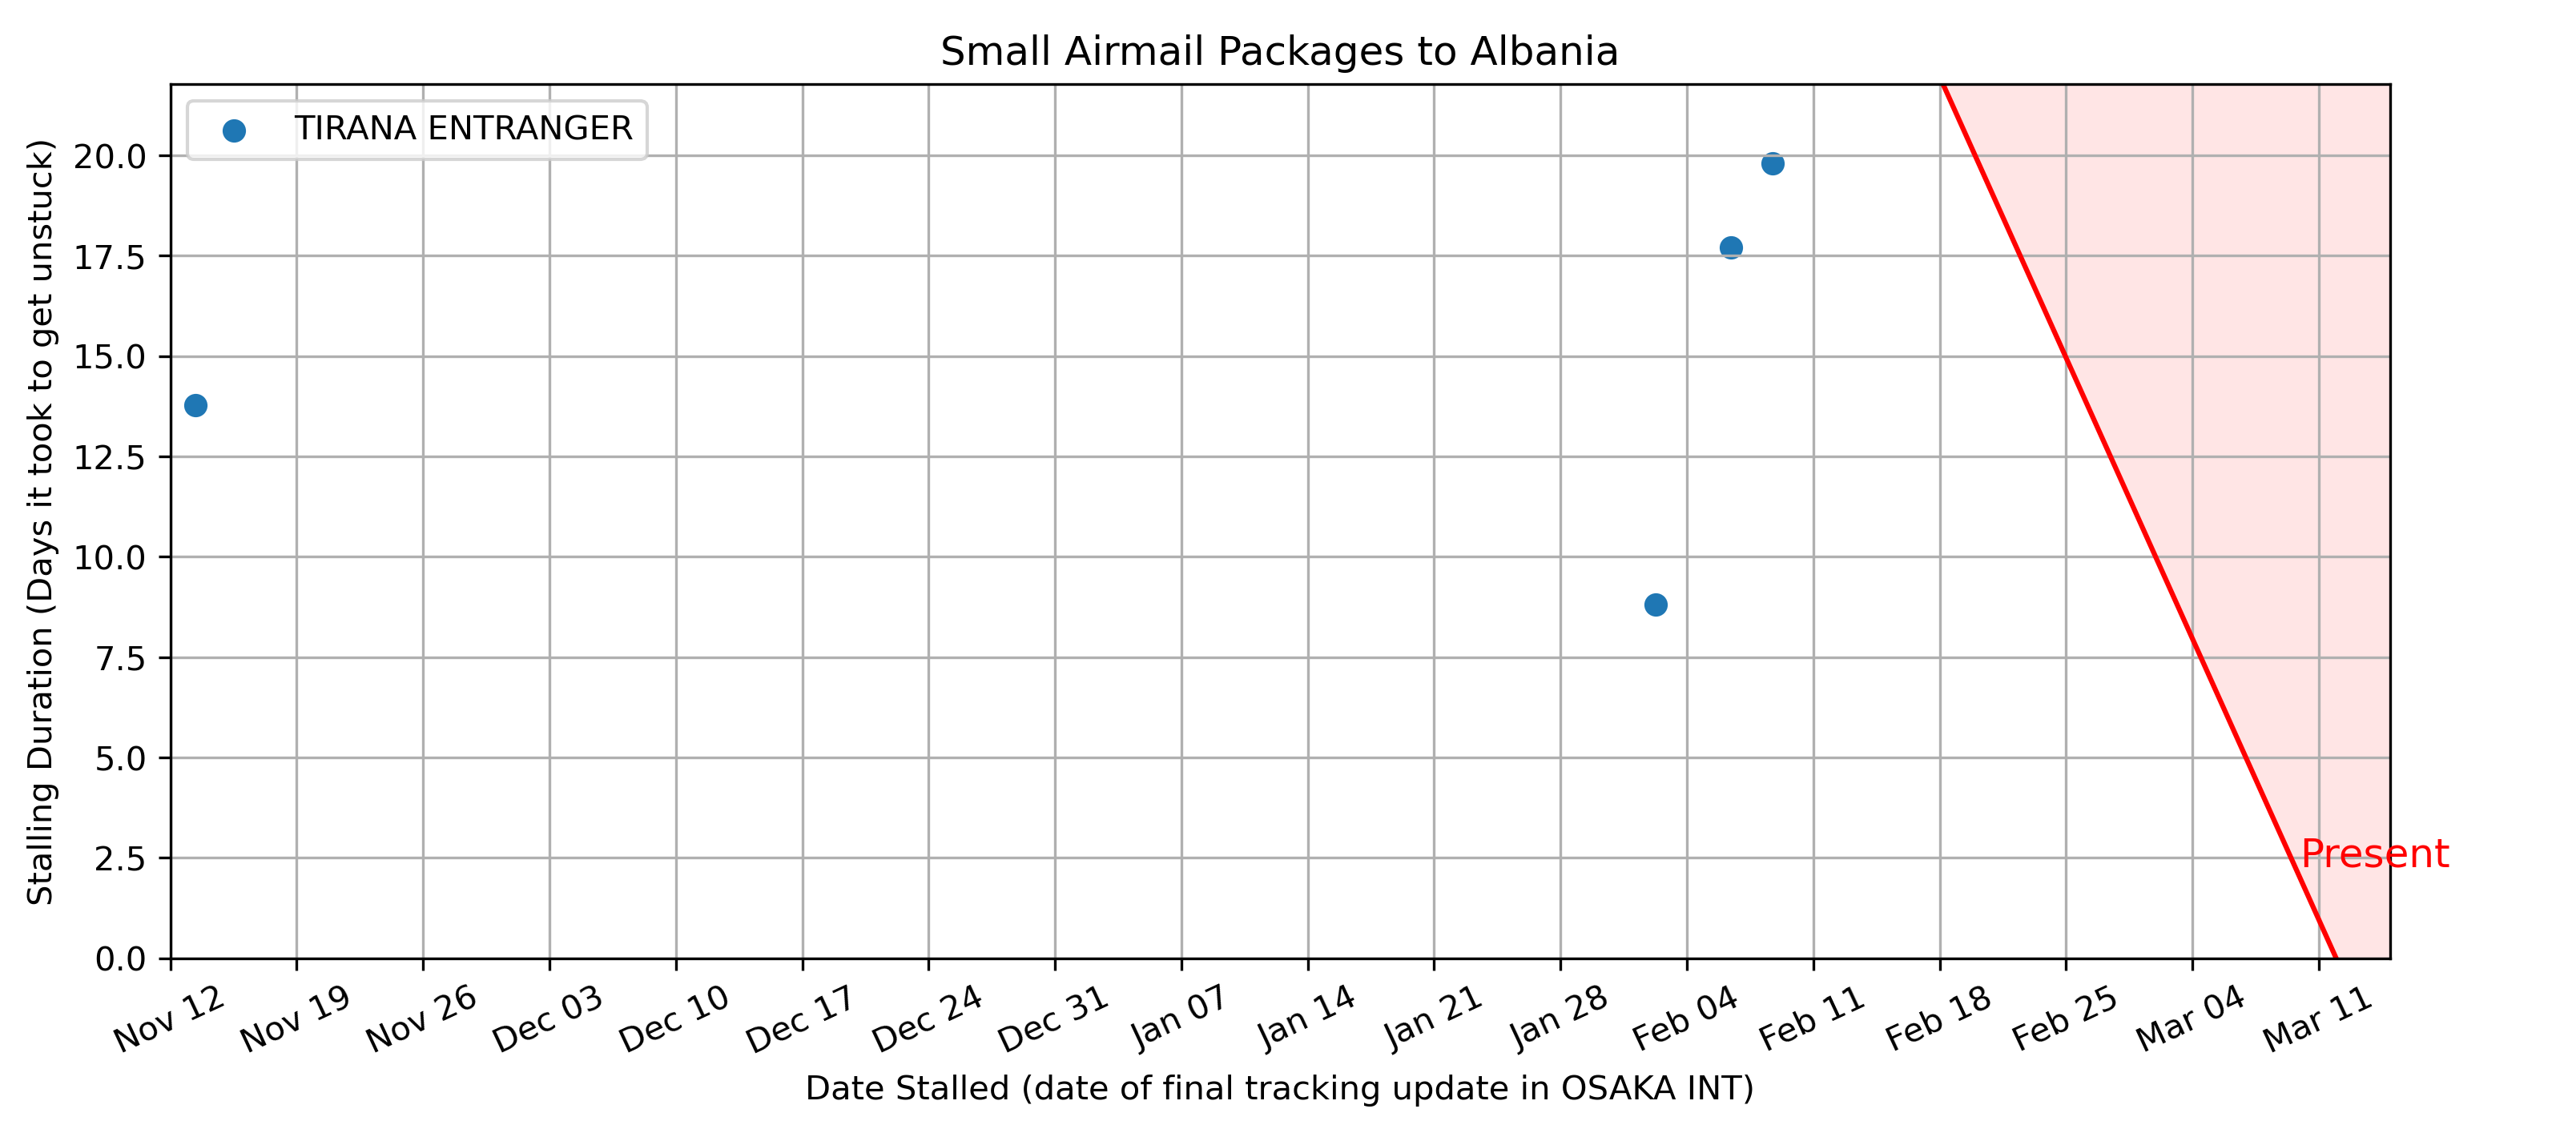 Small Airmail Packages to Albania
TIRANA ENTRANGER
Stalling Duration (Days it took to get unstuck)
20.0
17.5
15.0
12.5
10.0
7.5
5.0
2.5
0.0
Present
Nov 12
Nov 19
Nov 26
Dec 03
Dec 10
Dec 17
Dec 24
Dec 31
Jan 07
Jan 14
Jan 21
Jan 28
Feb 04
Feb 11
Feb 18
Feb 25
Mar 04
Mar 11
Date Stalled (date of final tracking update in OSAKA INT)